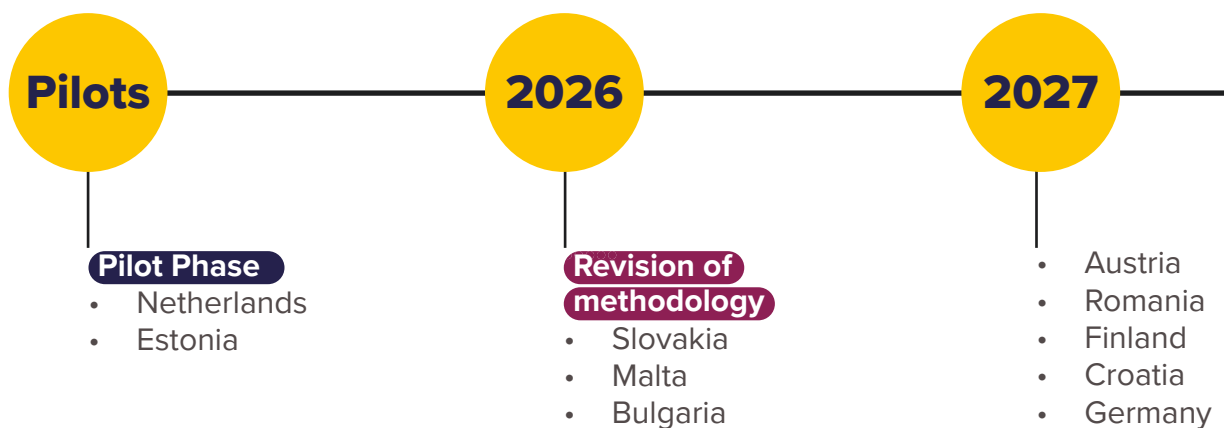 Pilots
2026
2027
Pilot Phase
• Netherlands
• Estonia
Revision of
methodology
• Slovakia
• Malta
• Bulgaria
• Austria
• Romania
• Finland
• Croatia
• Germany